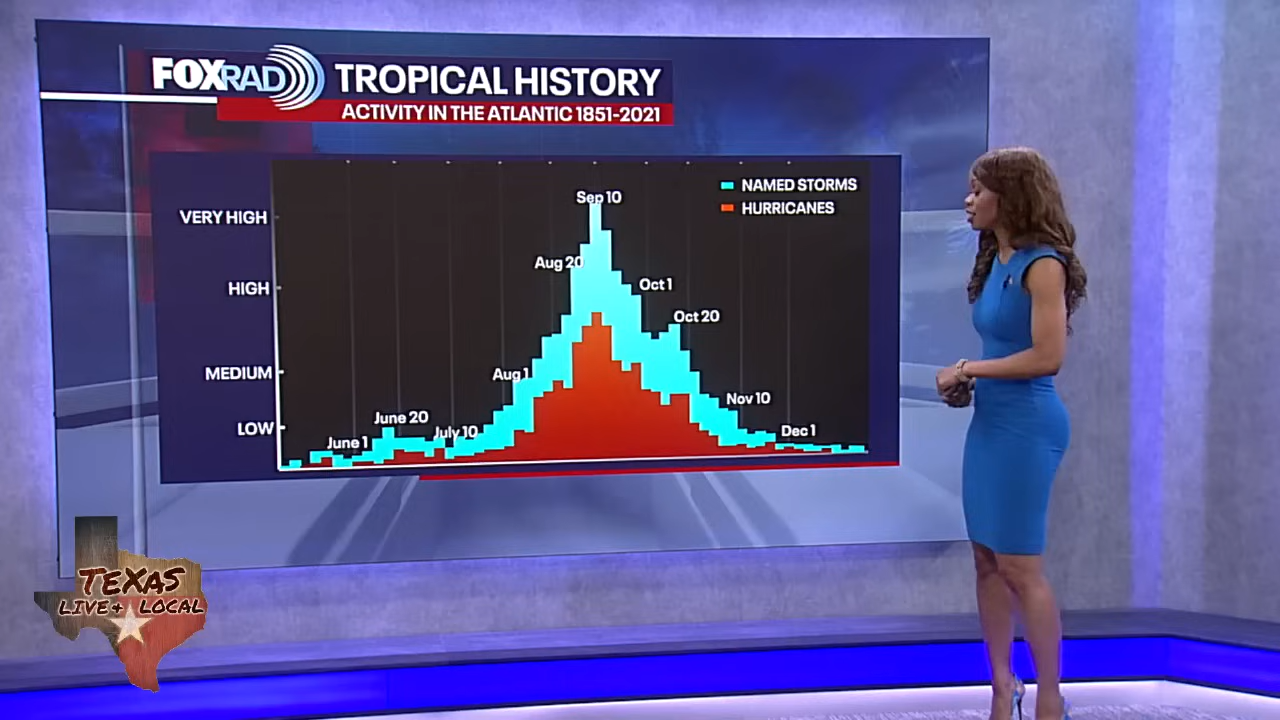 FOXRAD TROPICAL HISTORY
ACTIVITY IN THE ATLANTIC 1851-2021
NAMED STORMS
HURRICANES
VERY HIGH
HIGH
MEDIUM
LOW
June 1
June 20
July 10
Aug 1
Aug 20
Sep 10
Oct 1
Oct 20
Nov 10
Dec 1
TEXAS
LIVE + LOCAL